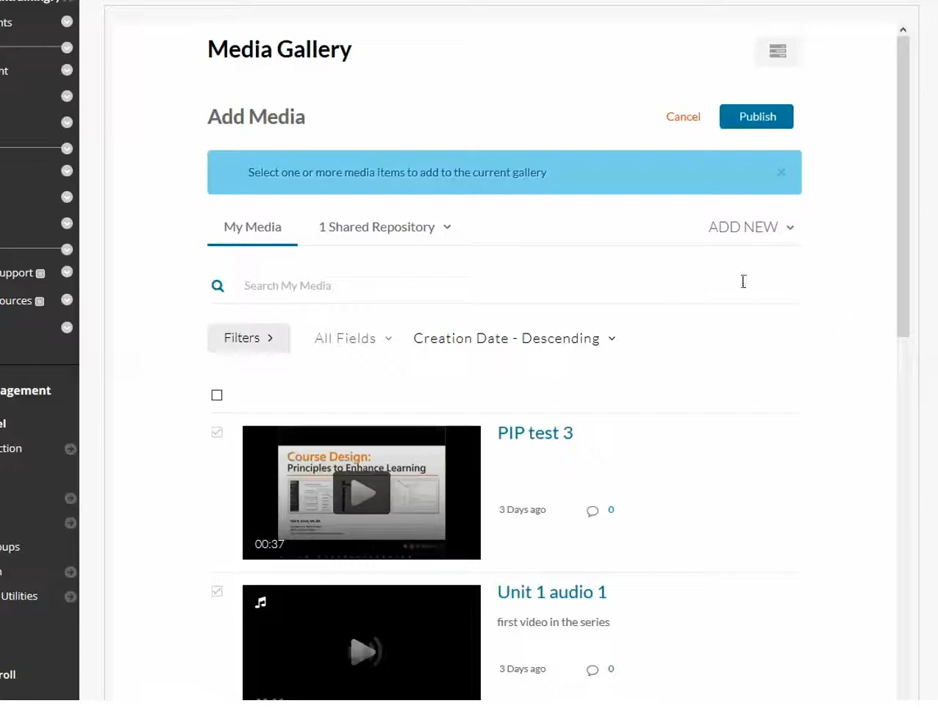 nts
nt
Media Gallery
Add Media
Cancel
Publish
Select one or more media items to add to the current gallery ×
My Media
1 Shared Repository
ADD NEW
Search My Media
upport
ources
Filters >
All Fields
Creation Date - Descending
agement
el
ction
oups
n
Utilities
roll
PIP test 3
Course Design:
Principles to Enhance Learning
3 Days ago
0
00:37
Unit 1 audio 1
first video in the series
3 Days ago
0